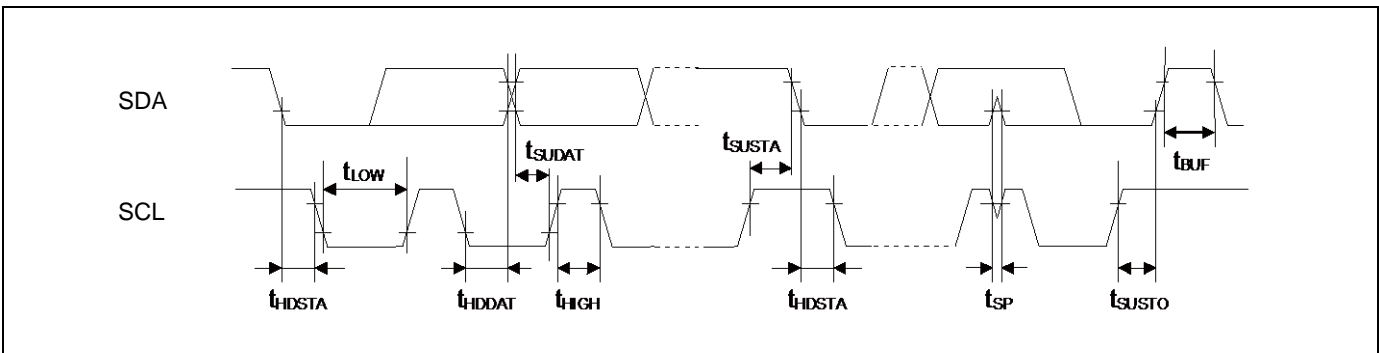 SDA
tSUDAT
tSUSTA
tBUF
tLOW
SCL
tHDSTA
tHDDAT
tHIGH
tHDSTA
tSP
tSUSTO